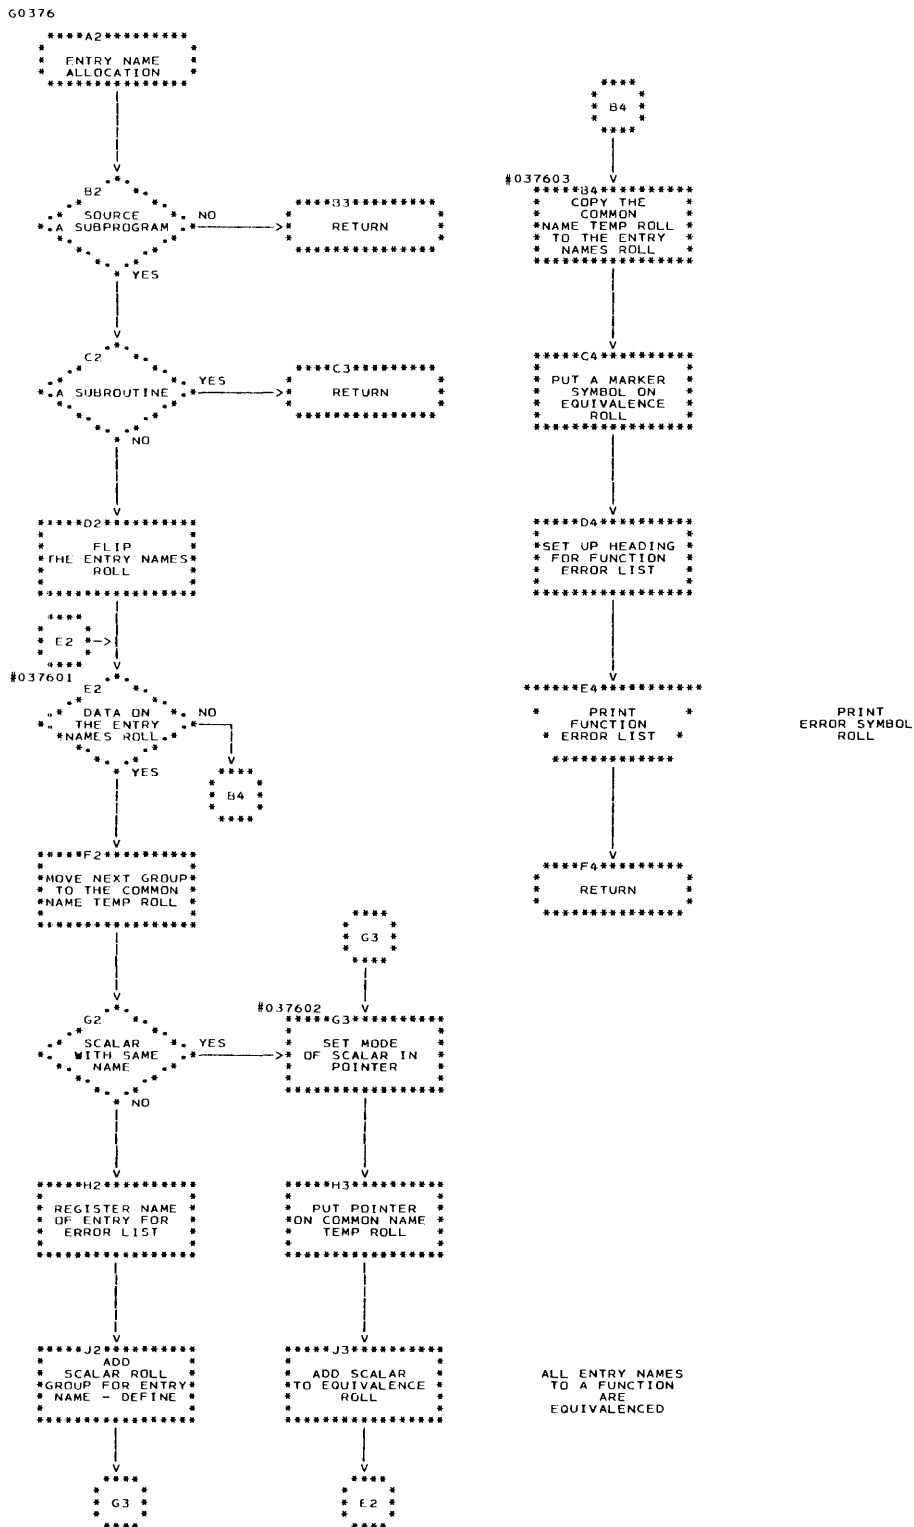 G0376
A2
ENTRY NAME
ALLOCATION
B2
SOURCE
A SUBPROGRAM
NO
YES
B3
RETURN
C2
A SUBROUTINE
YES
NO
C3
RETURN
D2
FLIP
THE ENTRY NAMES
ROLL
E2
#037601
E2
DATA ON
THE ENTRY
NAMES ROLL
NO
YES
B4
F2
MOVE NEXT GROUP
TO THE COMMON
NAME TEMP ROLL
G2
SCALAR
WITH SAME
NAME
YES
NO
G3
#037602
G3
SET MODE
OF SCALAR IN
POINTER
H2
REGISTER NAME
OF ENTRY FOR
ERROR LIST
H3
PUT POINTER
ON COMMON NAME
TEMP ROLL
J2
ADD
SCALAR ROLL
GROUP FOR ENTRY
NAME - DEFINE
J3
ADD SCALAR
TO EQUIVALENCE
ROLL
G3
E2
B4
#037603
B4
COPY THE
COMMON
NAME TEMP ROLL
TO THE ENTRY
NAMES ROLL
C4
PUT A MARKER
SYMBOL ON
EQUIVALENCE
ROLL
D4
SET UP HEADING
FOR FUNCTION
ERROR LIST
E4
PRINT
FUNCTION
ERROR LIST
PRINT
ERROR SYMBOL
ROLL
F4
RETURN
ALL ENTRY NAMES
TO A FUNCTION
ARE
EQUIVALENCED